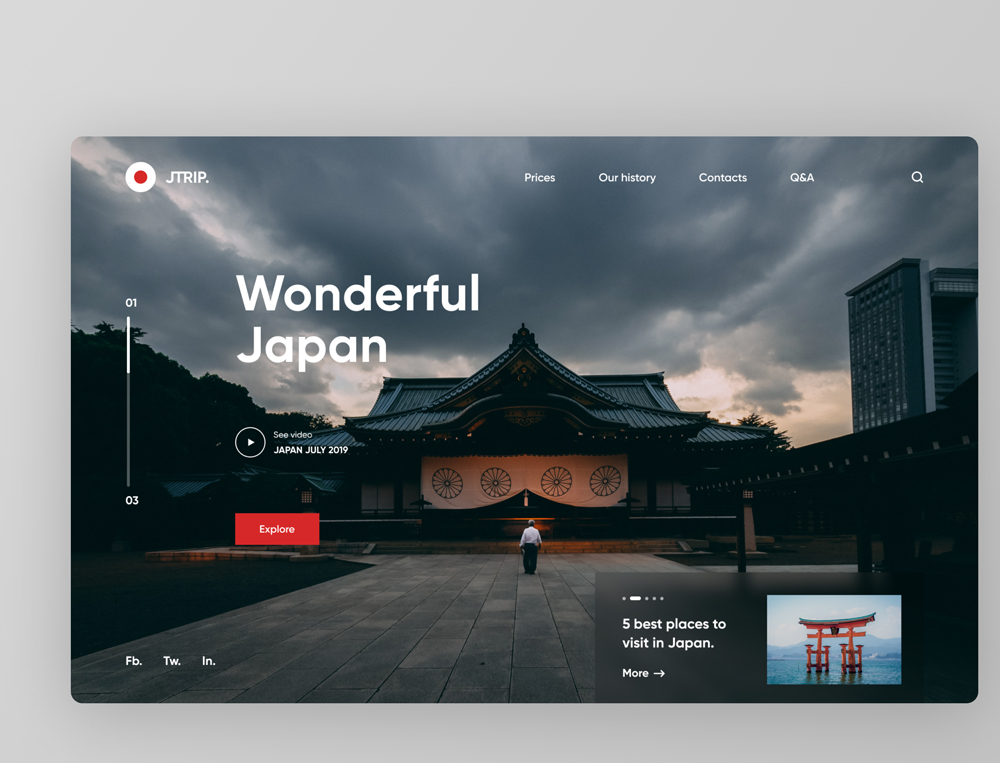 JTRIP.
Prices
Our history
Contacts
Q&A
Wonderful
Japan
01
03
See video
JAPAN JULY 2019
Explore
5 best places to
visit in Japan.
More
Fb.
Tw.
In.